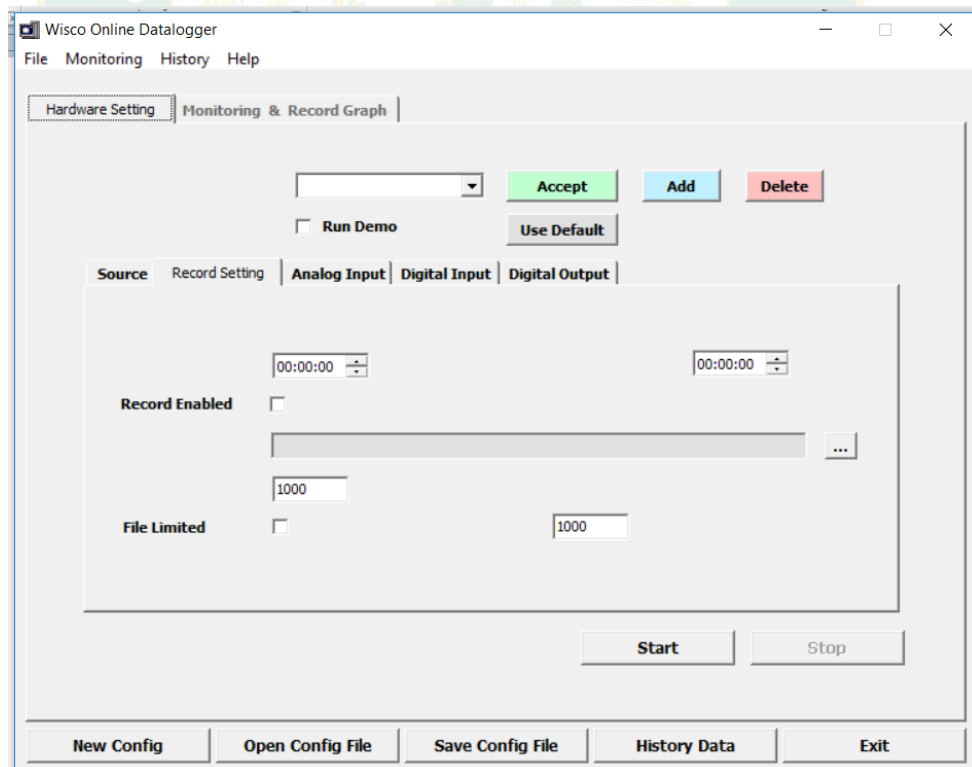 Wisco Online Datalogger
File Monitoring History Help
Hardware Setting Monitoring & Record Graph
Accept Add Delete
Run Demo Use Default
Source Record Setting Analog Input Digital Input Digital Output
00:00:00 00:00:00
Record Enabled
...
1000
File Limited 1000
Start Stop
New Config Open Config File Save Config File History Data Exit